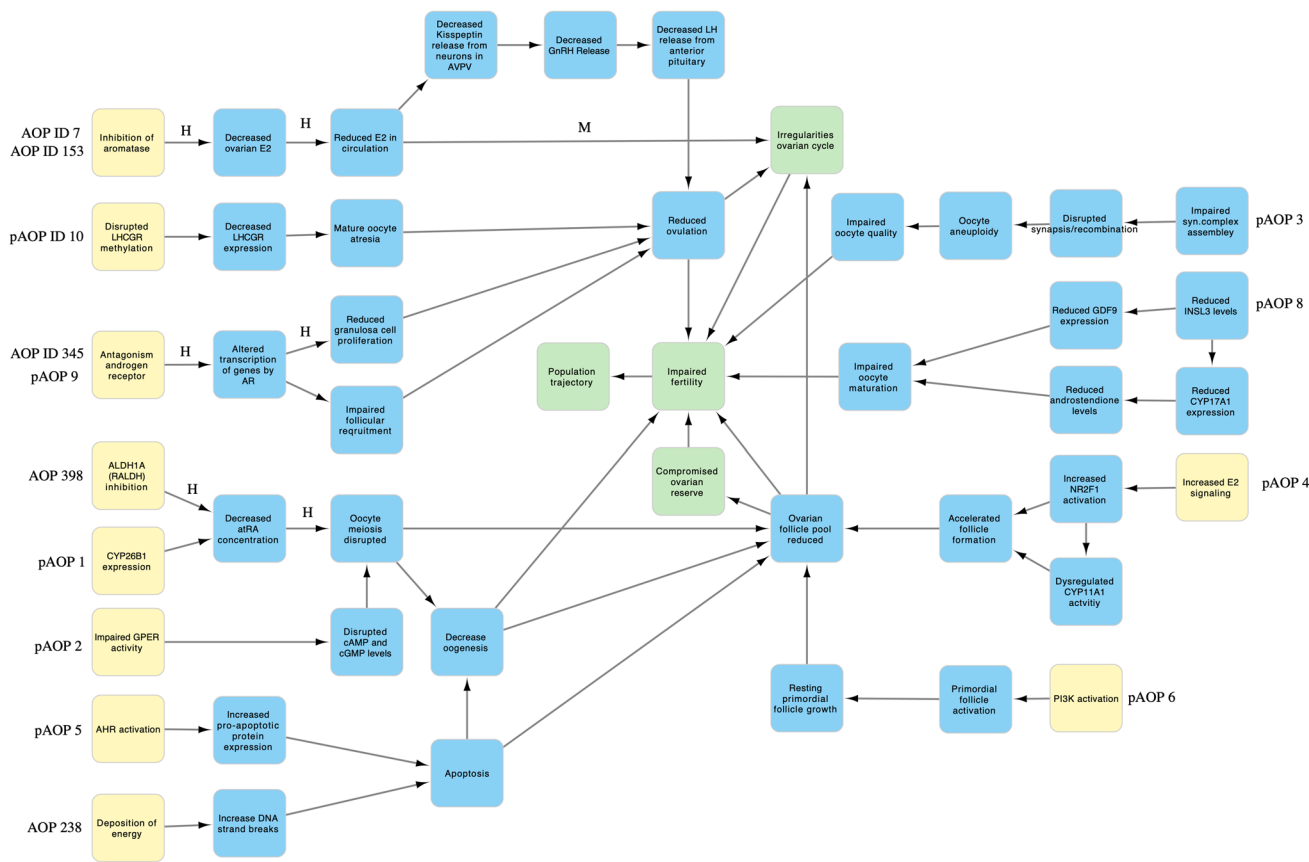 Decreased
Kisspeptin
release from
neurons in
AVPV
Decreased
GnRH Release
Decreased LH
release from
anterior
pituitary
AOP ID 7
AOP ID 153
Inhibition of
aromatase
H
Decreased
ovarian E2
H
Reduced E2 in
circulation
M
Irregularities
ovarian cycle
pAOP ID 10
Disrupted
LHCGR
methylation
Decreased
LHCGR
expression
Mature oocyte
atresia
Reduced
ovulation
Impaired
oocyte quality
Oocyte
aneuploidy
Disrupted
synapsis/recombination
Impaired
syn.complex
assembley
pAOP 3
AOP ID 345
pAOP 9
Antagonism
androgen
receptor
H
Altered
transcription
of genes by
AR
H
Reduced
granulosa cell
proliferation
Impaired
follicular
reqruitment
Population
trajectory
Impaired
fertility
Impaired
oocyte
maturation
Reduced GDF9
expression
Reduced
INSL3 levels
pAOP 8
Reduced
androstendione
levels
Reduced
CYP17A1
expression
AOP 398
ALDH1A
(RALDH)
inhibition
H
pAOP 1
CYP26B1
expression
Decreased
atRA
concentration
H
Oocyte
meiosis
disrupted
Compromised
ovarian
reserve
Ovarian
follicle pool
reduced
Accelerated
follicle
formation
Increased
NR2F1
activation
Increased E2
signaling
pAOP 4
Dysregulated
CYP11A1
actvitiy
pAOP 2
Impaired GPER
activity
Disrupted
cAMP and
cGMP levels
Decrease
oogenesis
pAOP 5
AHR activation
Increased
pro-apoptotic
protein
expression
Apoptosis
Resting
primordial
follicle growth
Primordial
follicle
activation
PI3K activation
pAOP 6
AOP 238
Deposition of
energy
Increase DNA
strand breaks